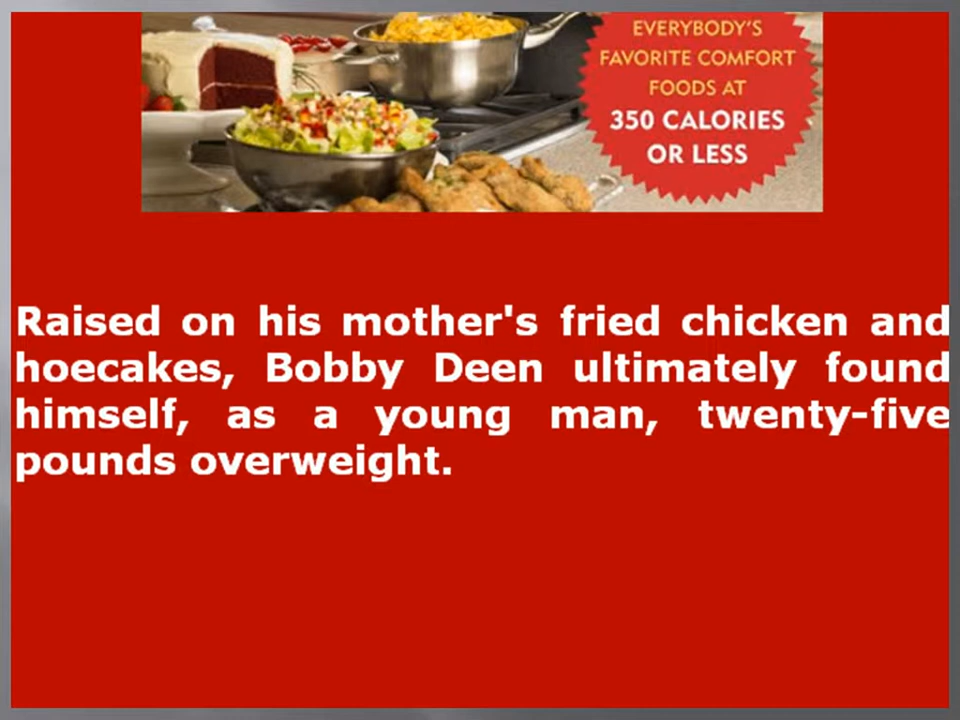 EVERYBODY'S
FAVORITE COMFORT
FOODS AT
350 CALORIES
OR LESS
Raised on his mother's fried chicken and
hoecakes, Bobby Deen ultimately found
himself, as a young man, twenty-five
pounds overweight.